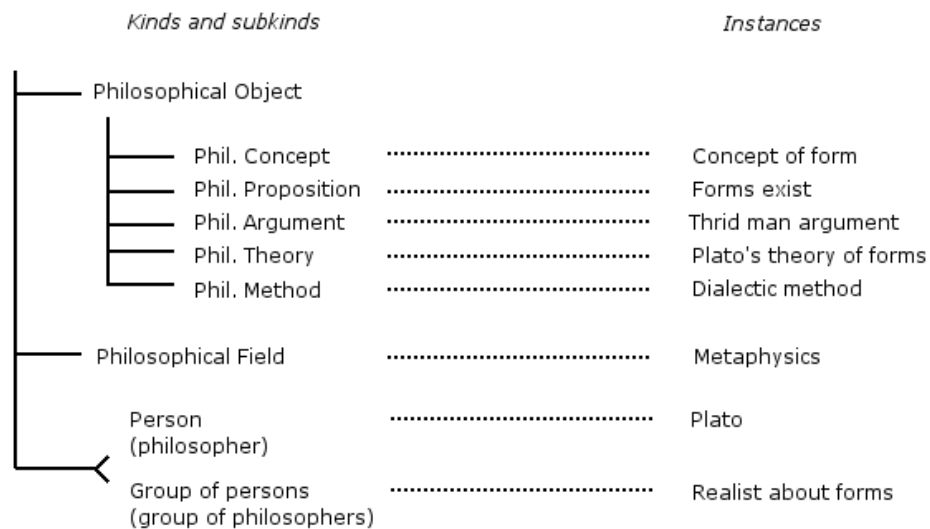 Kinds and subkinds Instances
Philosophical Object
Phil. Concept Concept of form
Phil. Proposition Forms exist
Phil. Argument Thrid man argument
Phil. Theory Plato's theory of forms
Phil. Method Dialectic method
Philosophical Field Metaphysics
Person Plato
(philosopher)
Group of persons Realist about forms
(group of philosophers)